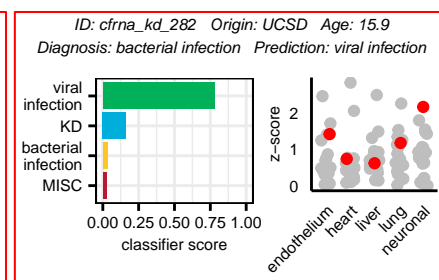 ID: cfrna_kd_282 Origin: UCSD Age: 15.9
Diagnosis: bacterial infection Prediction: viral infection
viral
infection
KD
bacterial
infection
MISC
0.00 0.25 0.50 0.75 1.00
classifier score
z-score
2
1
0
endothelium
heart
liver
lung
neuronal